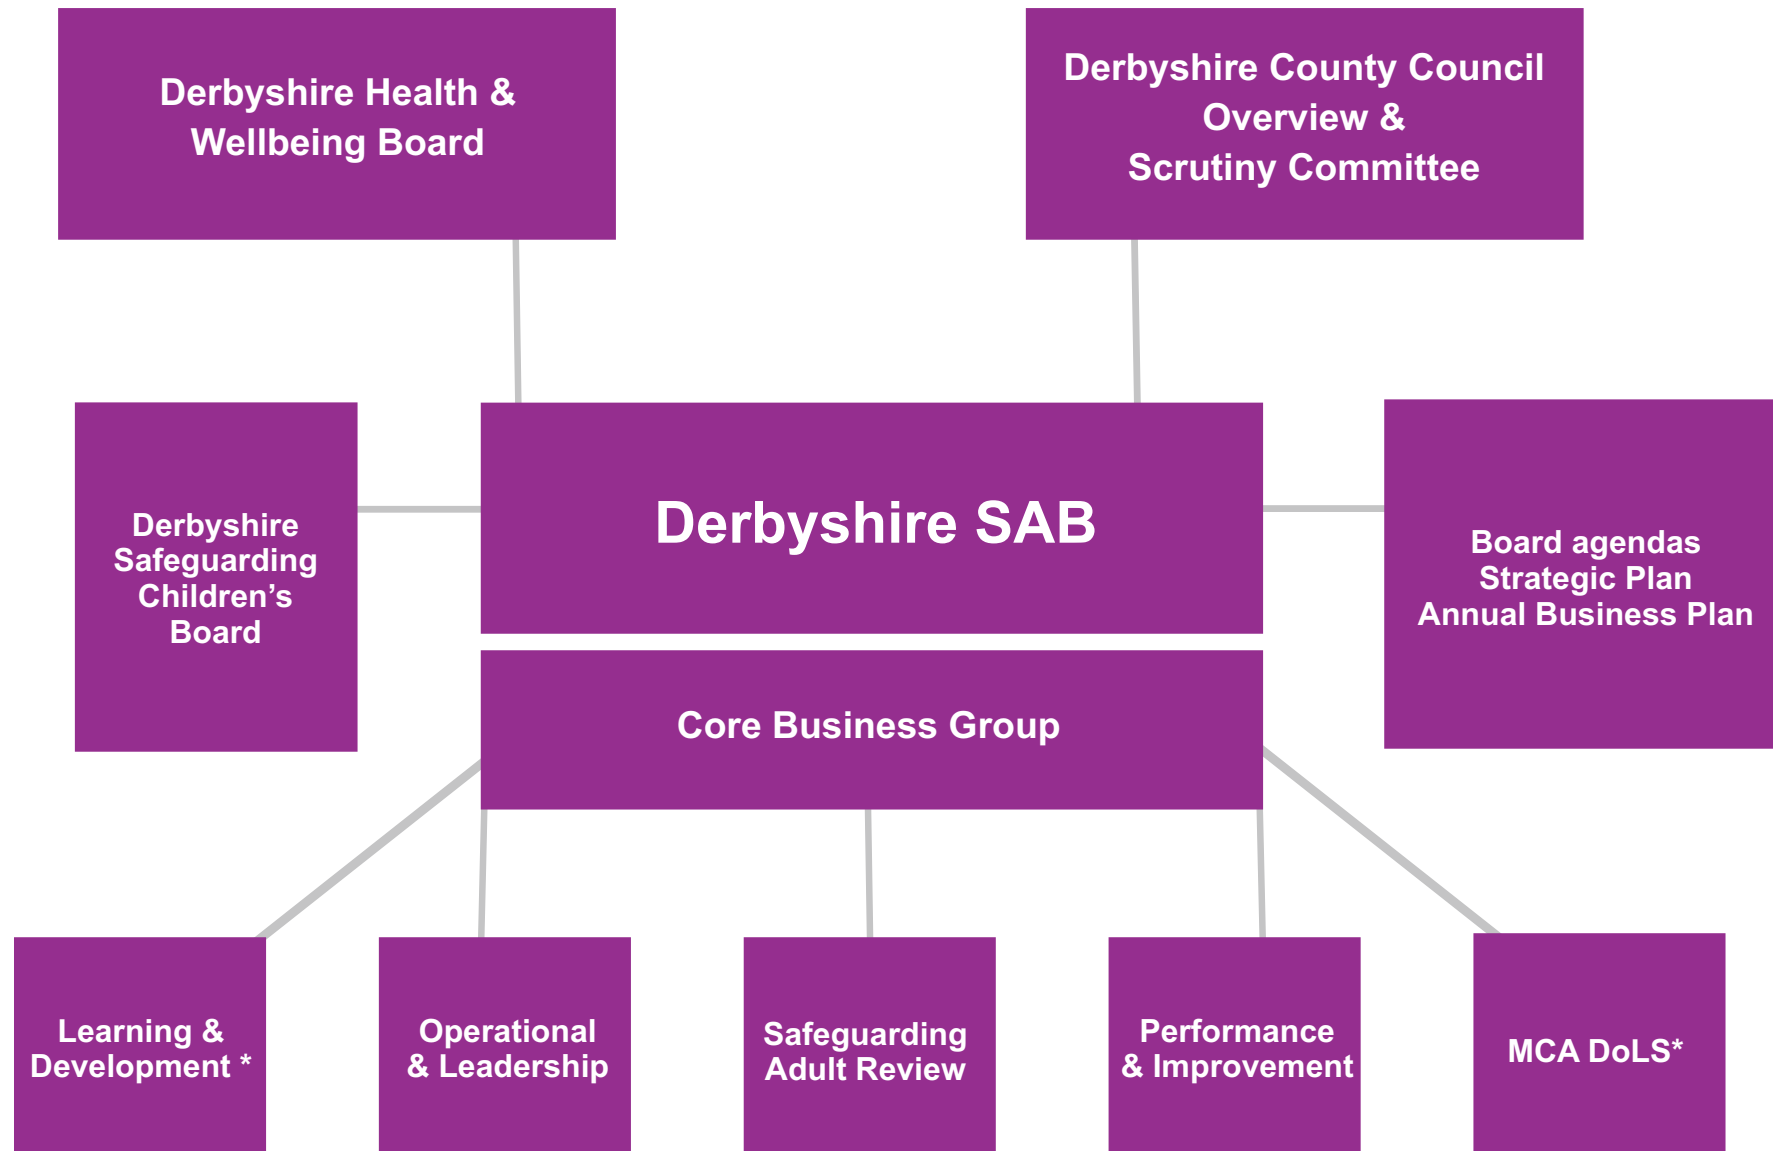 Derbyshire Health &
Wellbeing Board
Derbyshire County Council
Overview &
Scrutiny Committee
Derbyshire
Safeguarding
Children’s
Board
Derbyshire SAB
Board agendas
Strategic Plan
Annual Business Plan
Core Business Group
Learning &
Development *
Operational
& Leadership
Safeguarding
Adult Review
Performance
& Improvement
MCA DoLS*